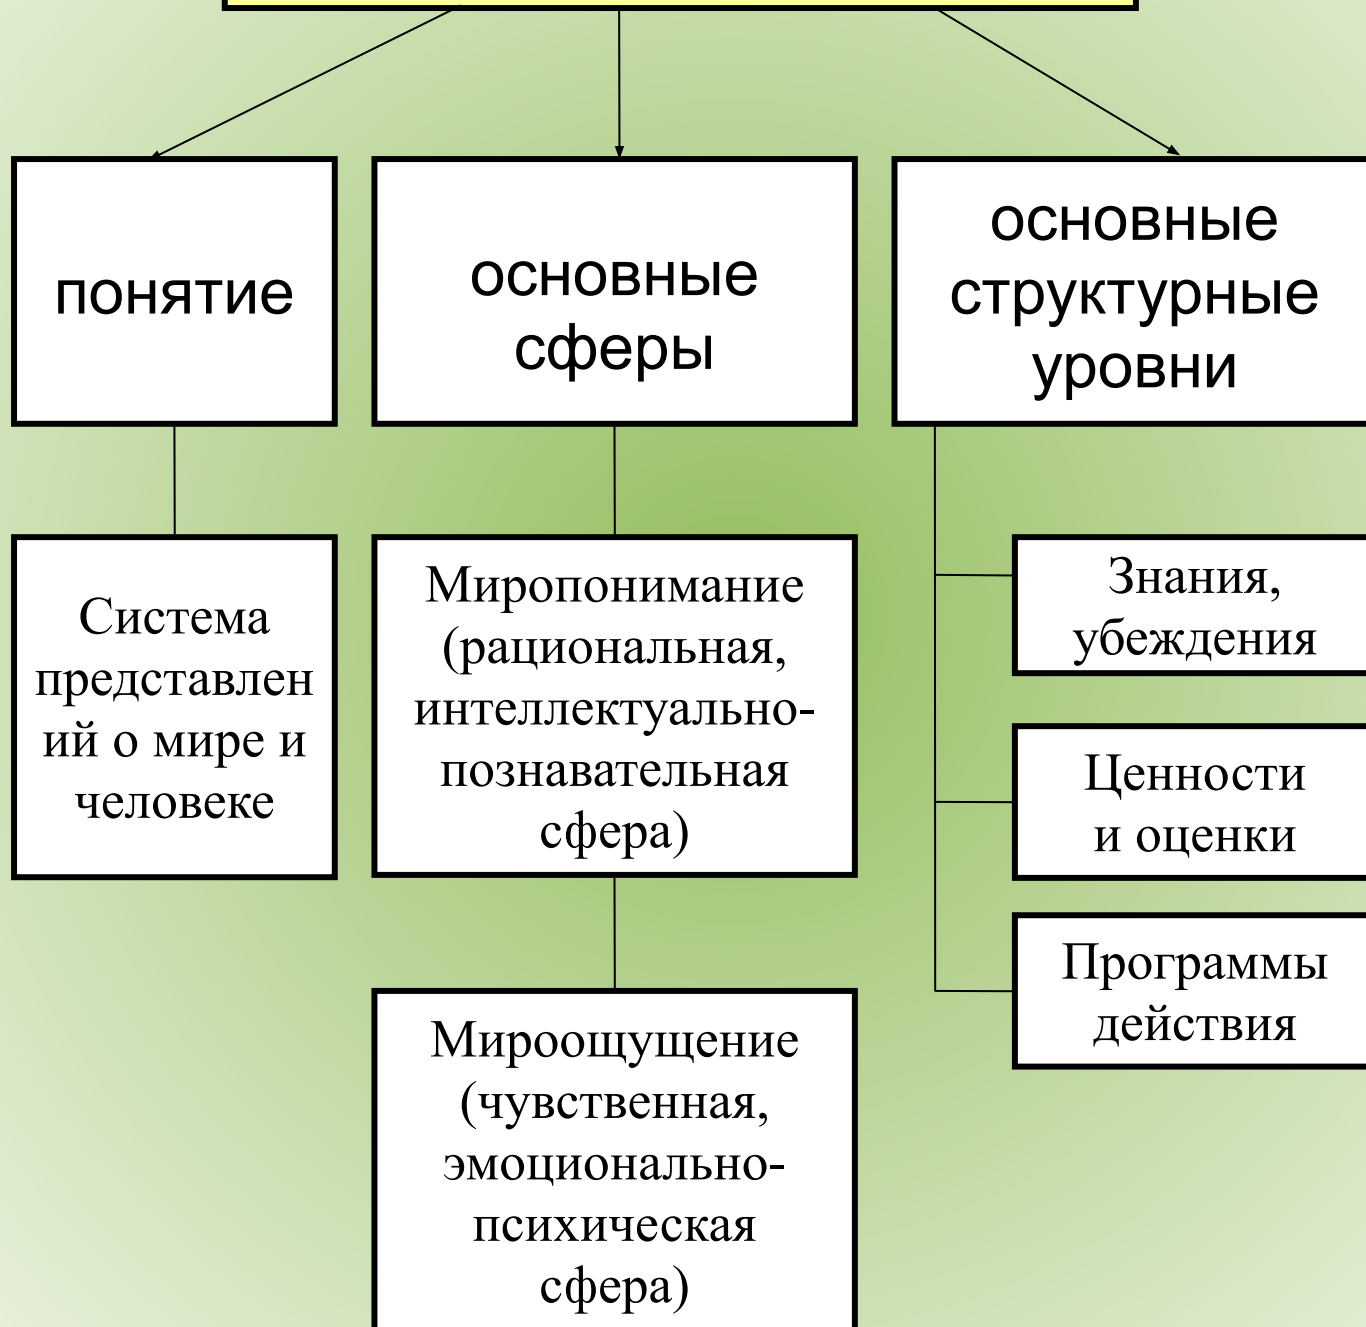 понятие
основные
сферы
основные
структурные
уровни
Система
представлен
ий о мире и
человеке
Миропонимание
(рациональная,
интеллектуально-
познавательная
сфера)
Мироощущение
(чувственная,
эмоционально-
психическая
сфера)
Знания,
убеждения
Ценности
и оценки
Программы
действия